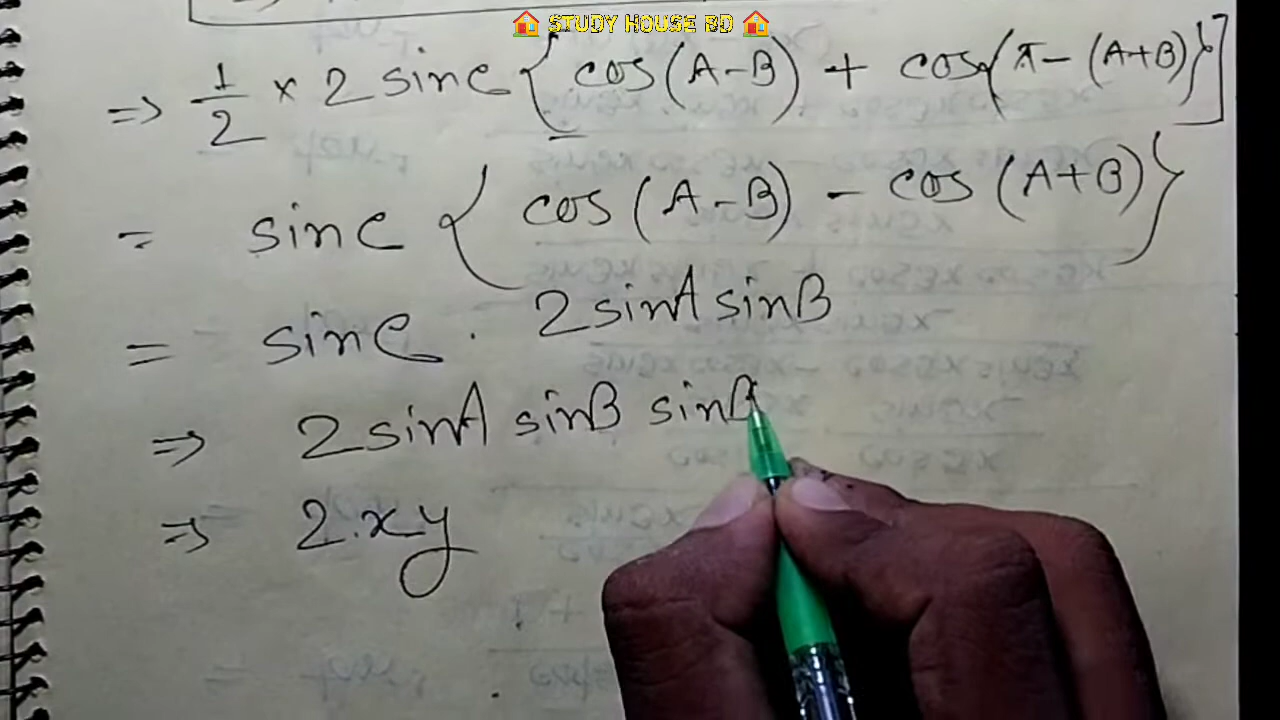 🏠 STUDY HOUSE BD 🏠
=> 1/2 × 2 sinC { cos(A-B) + cos{π-(A+B)}]
= sinC { cos(A-B) - cos(A+B)}
= sinC . 2sinA sinB
=> 2sinA sinB sinB
=> 2.xy